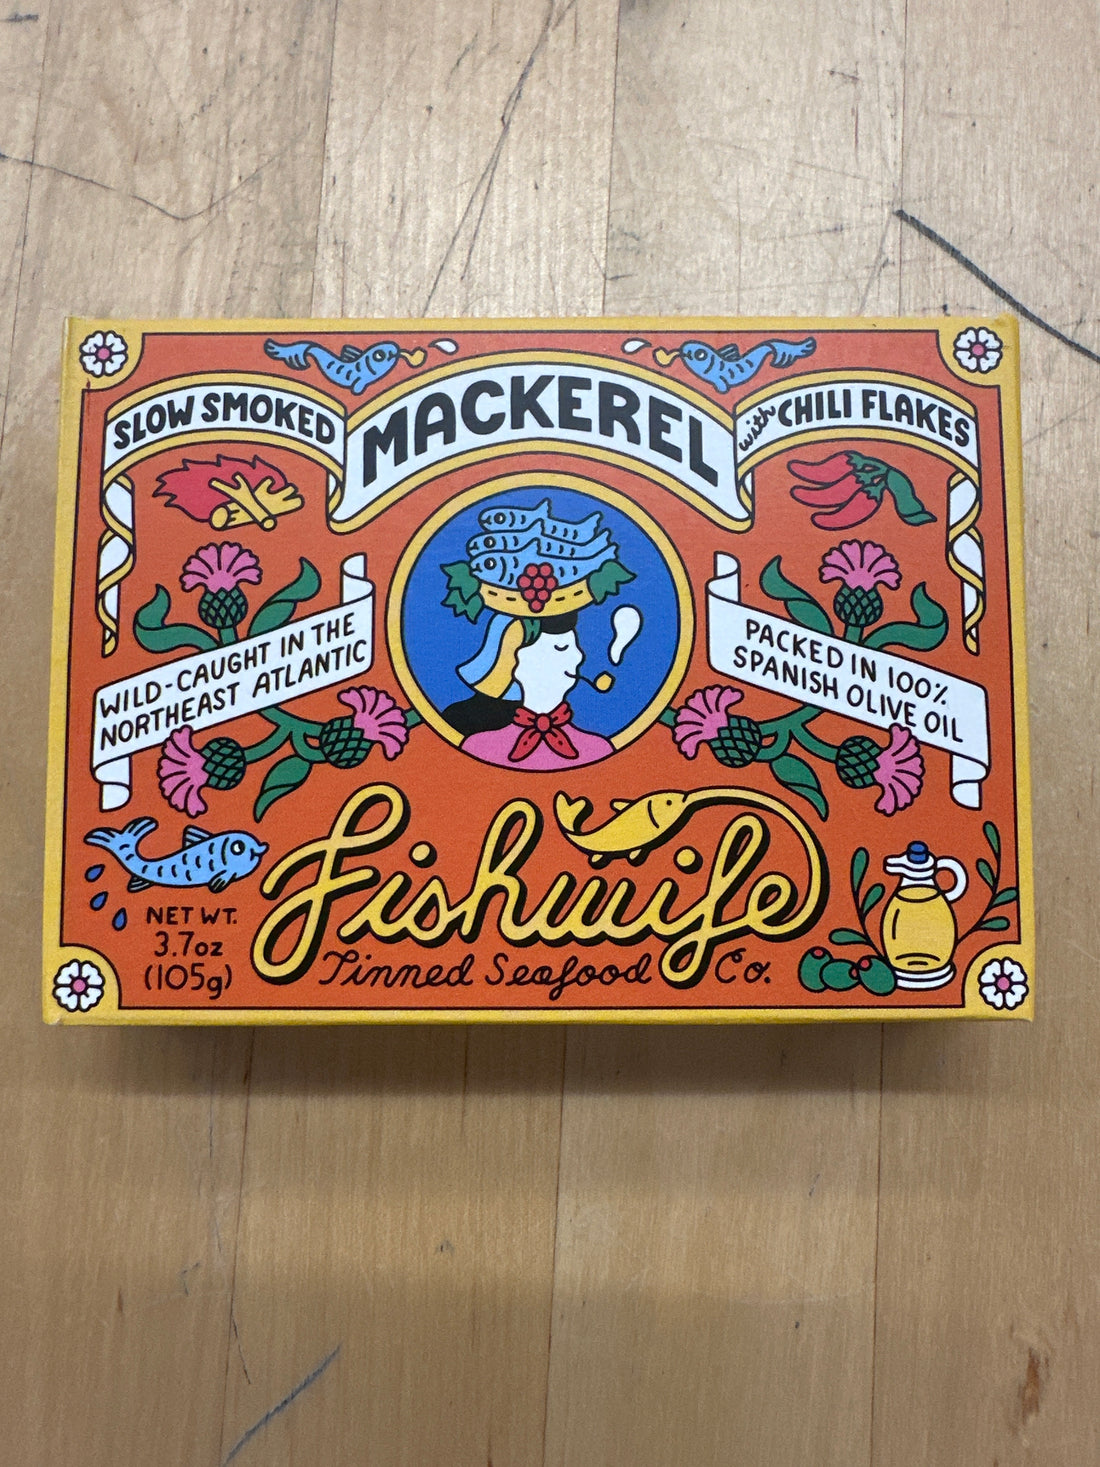 SLOW SMOKED
MACKEREL
with CHILI FLAKES
WILD-CAUGHT IN THE
NORTHEAST ATLANTIC
PACKED IN 100%
SPANISH OLIVE OIL
Fishwife
Tinned Seafood Co.
NET WT.
3.7oz
(105g)